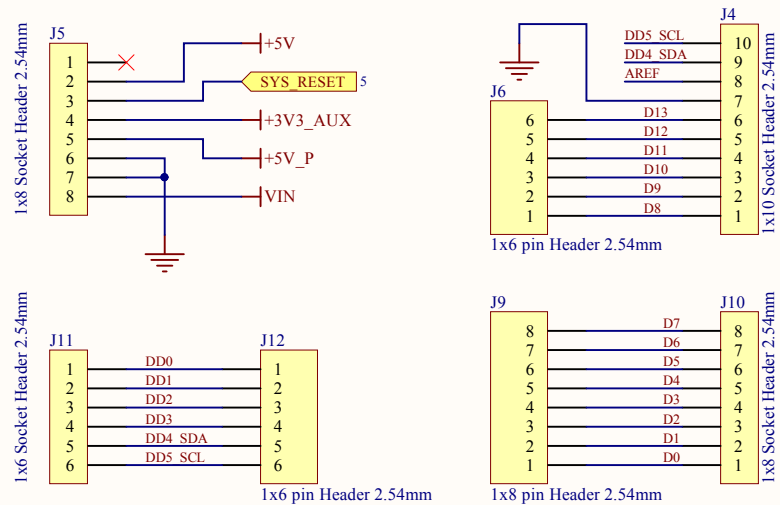 J5
1x8 Socket Header 2.54mm
1
2
3
4
5
6
7
8
+5V
SYS_RESET 5
+3V3_AUX
+5V_P
VIN
J4
1x10 Socket Header 2.54mm
DD5_SCL 10
DD4_SDA 9
AREF 8
7
J6
6 D13 6
5 D12 5
4 D11 4
3 D10 3
2 D9 2
1 D8 1
1x6 pin Header 2.54mm
J11
J12
1x6 Socket Header 2.54mm
1 DD0 1
2 DD1 2
3 DD2 3
4 DD3 4
5 DD4_SDA 5
6 DD5_SCL 6
1x6 pin Header 2.54mm
J9
J10
8 D7 8
7 D6 7
6 D5 6
5 D4 5
4 D3 4
3 D2 3
2 D1 2
1 D0 1
1x8 pin Header 2.54mm
1x8 Socket Header 2.54mm